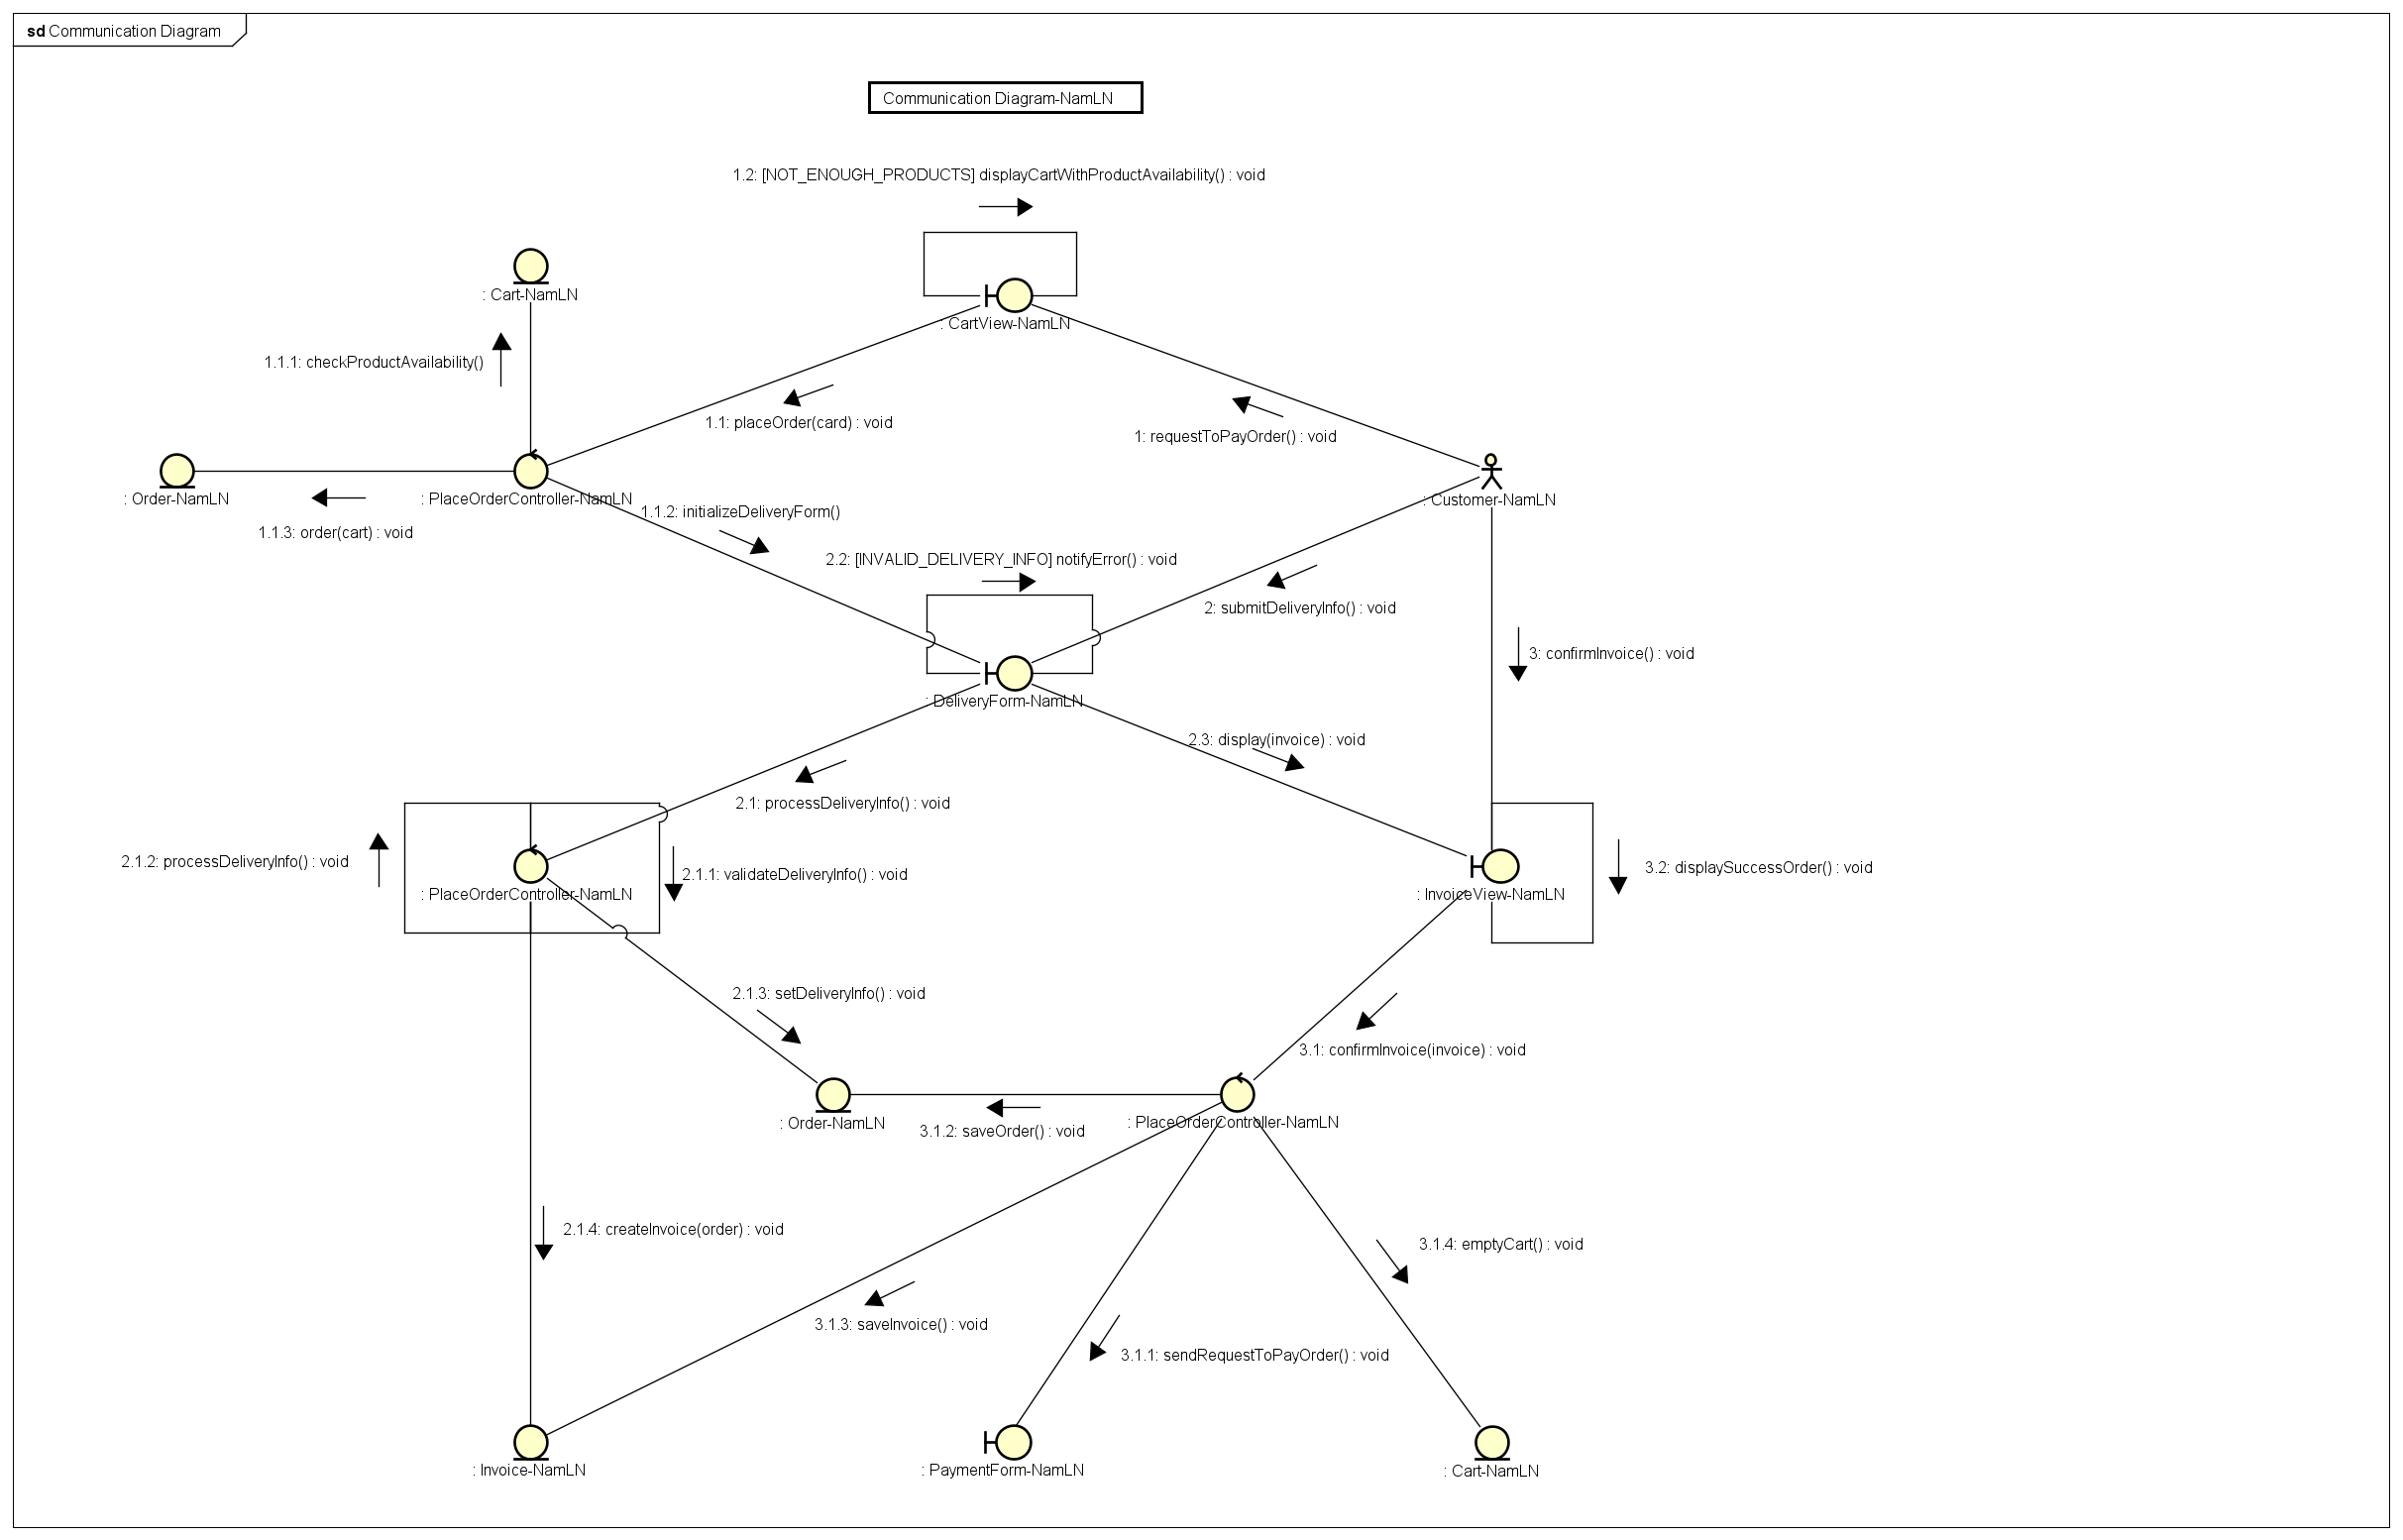 sd Communication Diagram
Communication Diagram-NamLN
1.2: [NOT_ENOUGH_PRODUCTS] displayCartWithProductAvailability() : void
: Cart-NamLN
: CartView-NamLN
1.1.1: checkProductAvailability()
1.1: placeOrder(card) : void
1: requestToPayOrder() : void
: Order-NamLN
: PlaceOrderController-NamLN
: Customer-NamLN
1.1.2: initializeDeliveryForm()
1.1.3: order(cart) : void
2.2: [INVALID_DELIVERY_INFO] notifyError() : void
2: submitDeliveryInfo() : void
3: confirmInvoice() : void
: DeliveryForm-NamLN
2.3: display(invoice) : void
2.1: processDeliveryInfo() : void
2.1.2: processDeliveryInfo() : void
2.1.1: validateDeliveryInfo() : void
3.2: displaySuccessOrder() : void
: PlaceOrderController-NamLN
: InvoiceView-NamLN
2.1.3: setDeliveryInfo() : void
3.1: confirmInvoice(invoice) : void
: Order-NamLN
: PlaceOrderController-NamLN
3.1.2: saveOrder() : void
2.1.4: createInvoice(order) : void
3.1.4: emptyCart() : void
3.1.3: saveInvoice() : void
3.1.1: sendRequestToPayOrder() : void
: Invoice-NamLN
: PaymentForm-NamLN
: Cart-NamLN